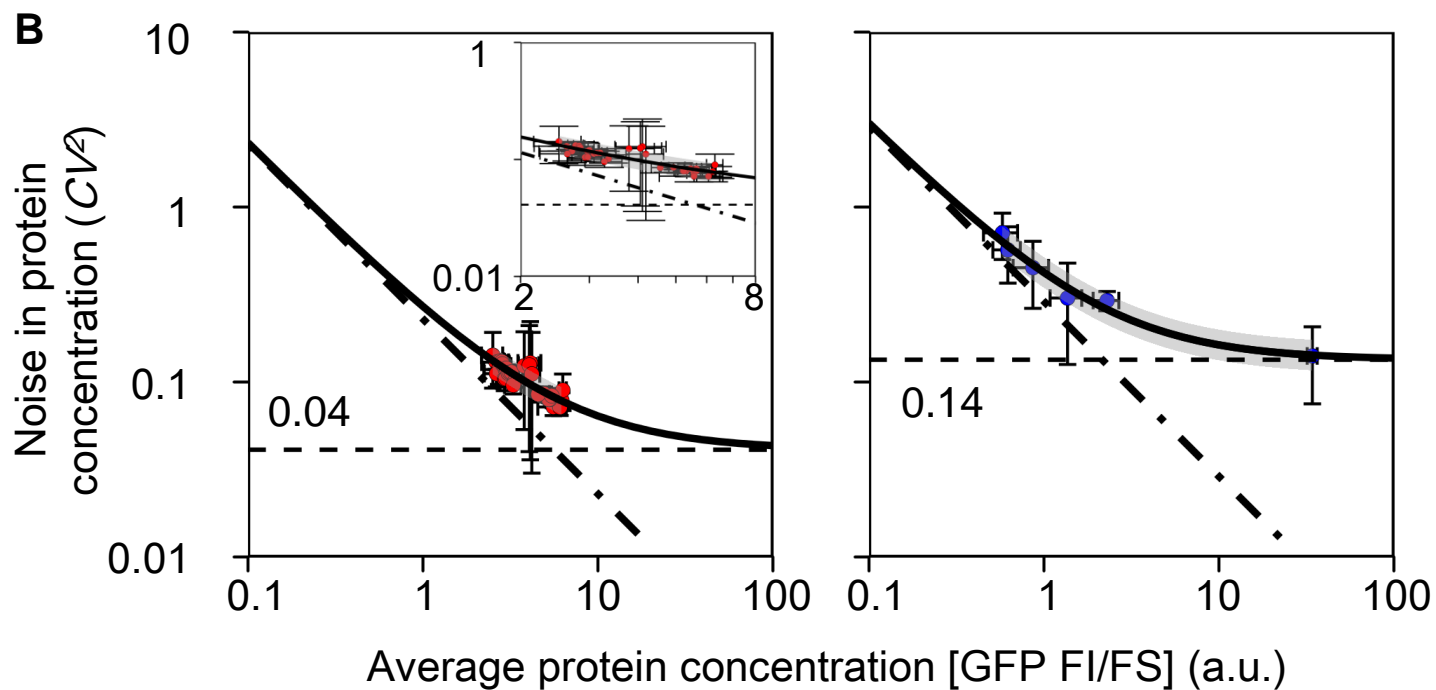 B
Noise in protein
concentration (CV²)
10
1
0.1
0.01
0.04
1
0.01
2 8
0.14
0.1 1 10 100
0.1 1 10 100
Average protein concentration [GFP FI/FS] (a.u.)